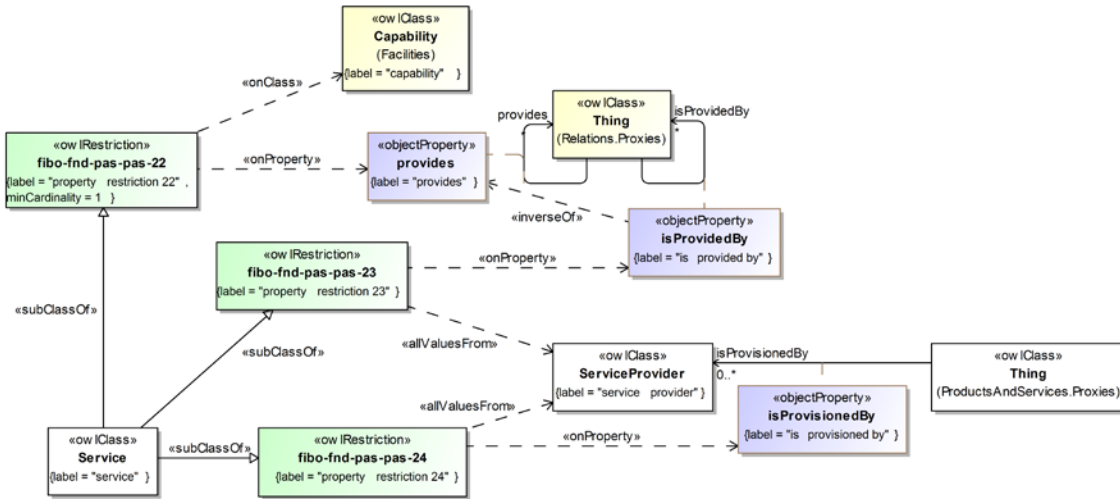 «owlClass»
Capability
(Facilities)
{label = "capability" }
«onClass»
«owlRestriction»
fibo-fnd-pas-pas-22
{label = "property restriction 22" ,
minCardinality = 1 }
«onProperty»
«objectProperty»
provides
{label = "provides" }
provides
*
«owlClass»
Thing
(Relations.Proxies)
isProvidedBy
*
«inverseOf»
«objectProperty»
isProvidedBy
{label = "is provided by" }
«owlRestriction»
fibo-fnd-pas-pas-23
{label = "property restriction 23" }
«onProperty»
«subClassOf»
«subClassOf»
«allValuesFrom»
«owlClass»
ServiceProvider
{label = "service provider" }
isProvisionedBy
0..*
«owlClass»
Thing
(ProductsAndServices.Proxies)
«allValuesFrom»
«objectProperty»
isProvisionedBy
{label = "is provisioned by" }
«owlClass»
Service
{label = "service" }
«subClassOf»
«owlRestriction»
fibo-fnd-pas-pas-24
{label = "property restriction 24" }
«onProperty»